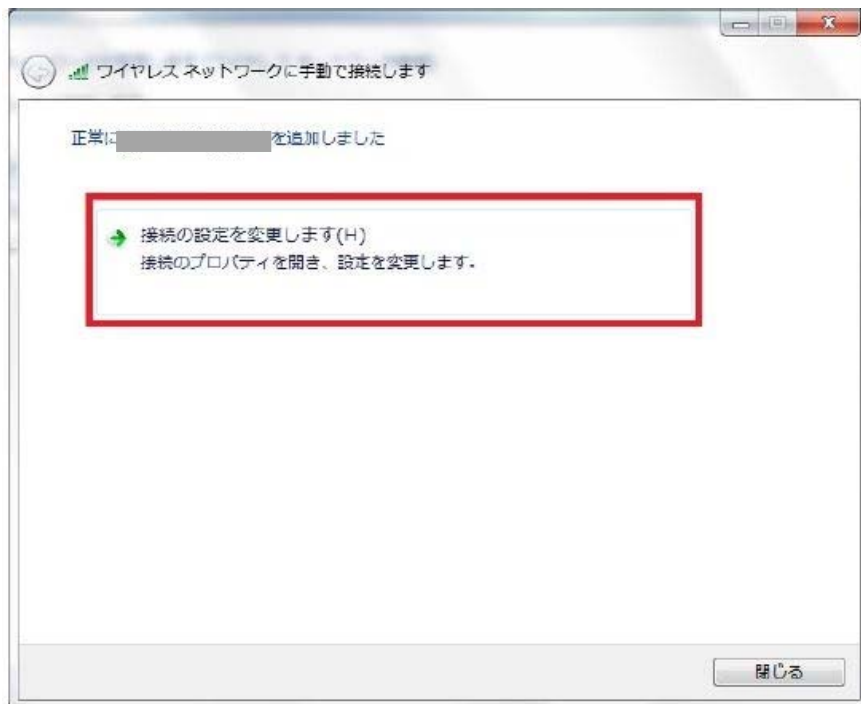 ワイヤレス ネットワークに手動で接続します
正常に を追加しました
接続の設定を変更します(H)
接続のプロパティを開き、設定を変更します。
閉じる